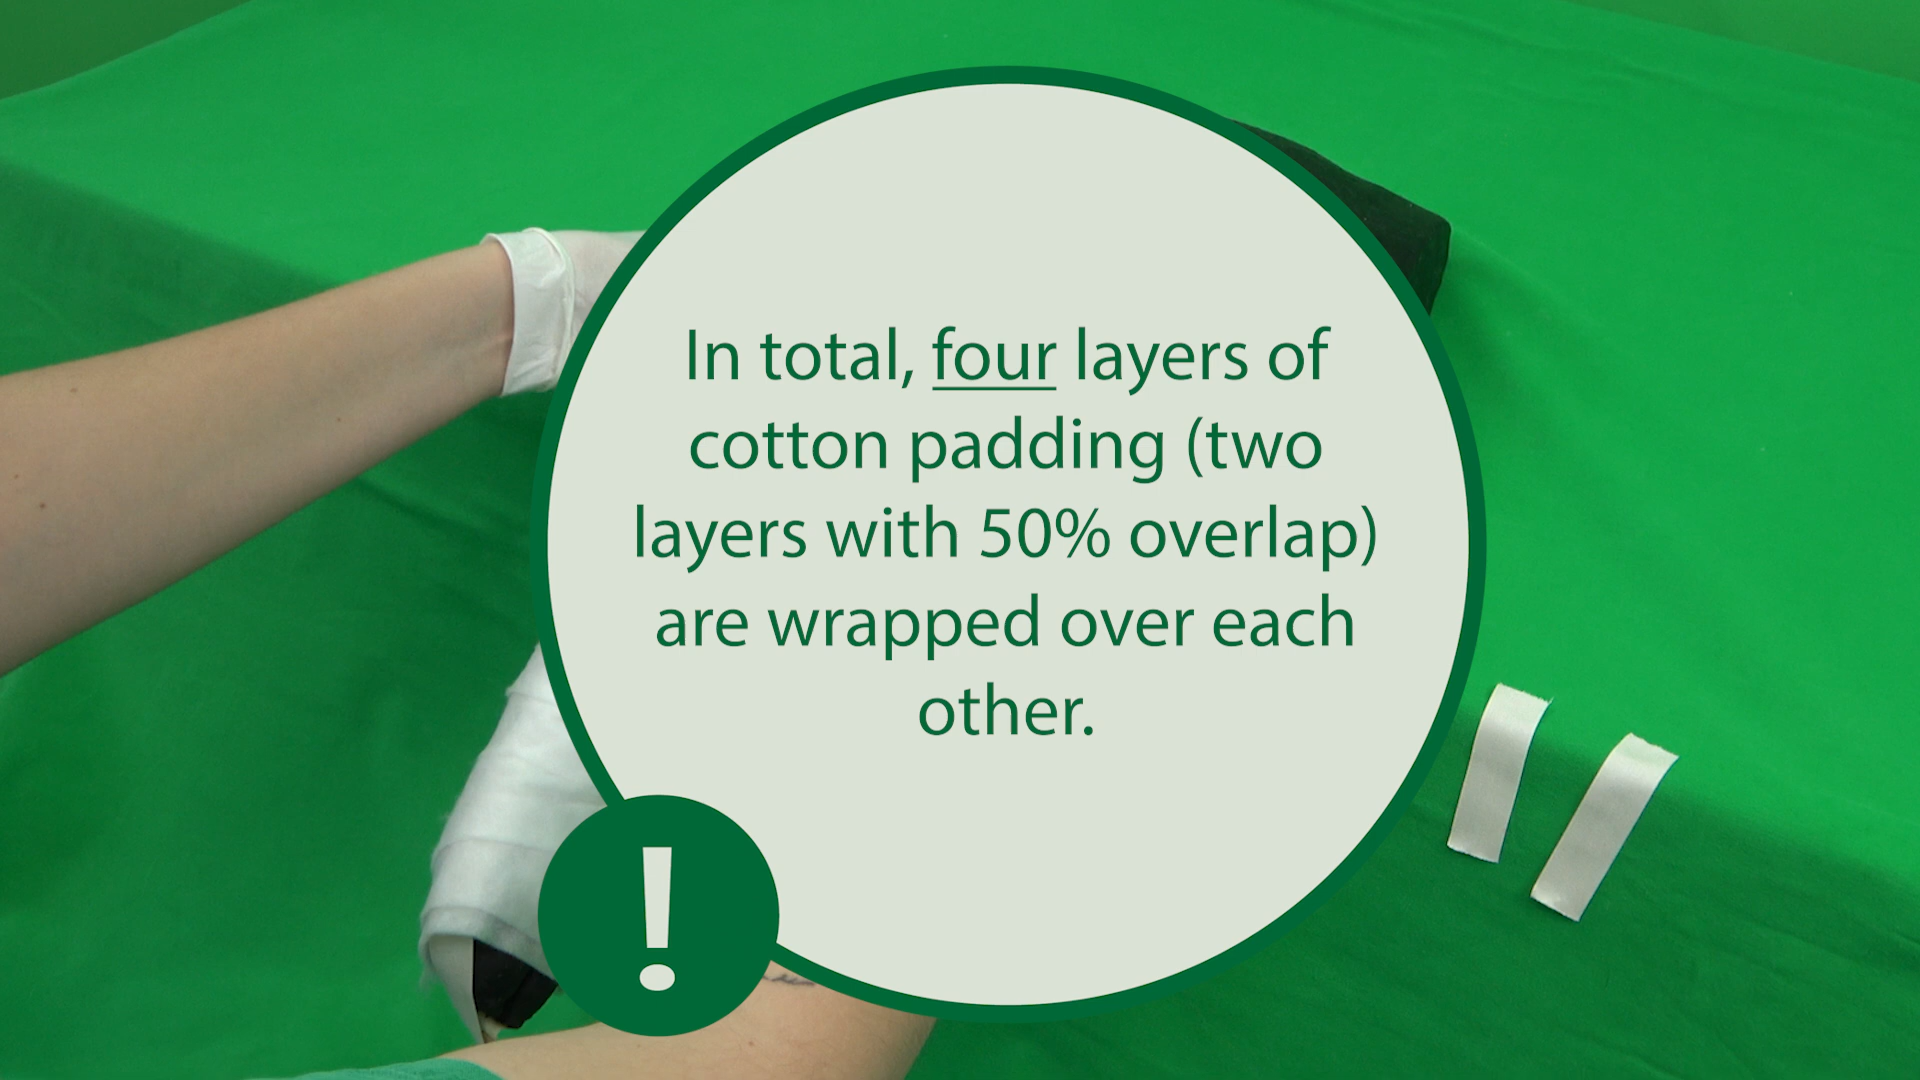 In total, four layers of
cotton padding (two
layers with 50% overlap)
are wrapped over each
other.
!